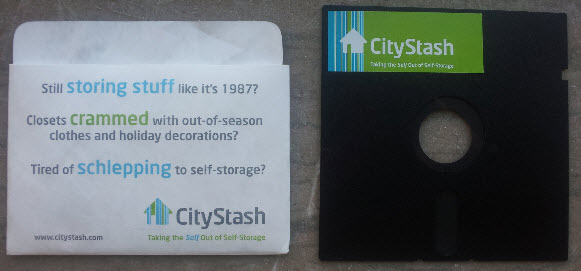 Still storing stuff like it's 1987?
Closets crammed with out-of-season
clothes and holiday decorations?
Tired of schlepping to self-storage?
CityStash
www.citystash.com
Taking the Self Out of Self-Storage
CityStash
Taking the Self Out of Self-Storage